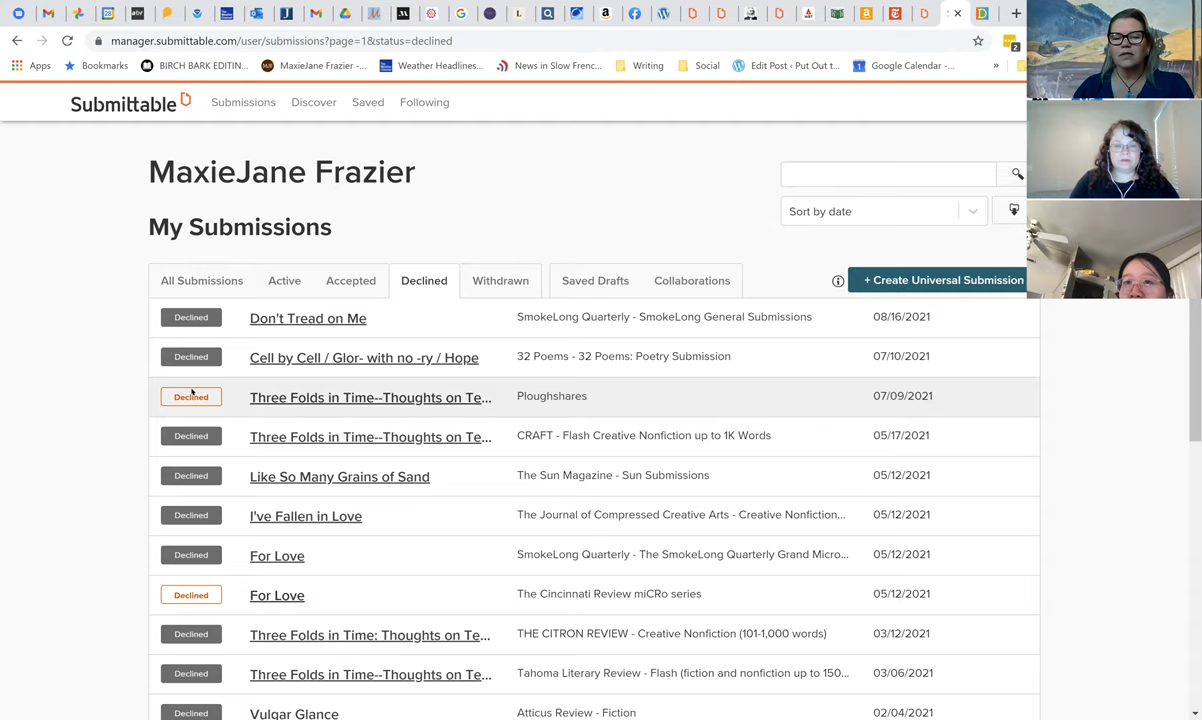 manager.submittable.com/user/submissions?page=1&status=declined
2
Apps Bookmarks BIRCH BARK EDITIN... MaxieJane Frazier -... Weather Headlines... News in Slow Frenc... Writing Social Edit Post ‹ Put Out t... Google Calendar -... »
Submittable Submissions Discover Saved Following
MaxieJane Frazier
Sort by date
My Submissions
All Submissions Active Accepted Declined Withdrawn Saved Drafts Collaborations + Create Universal Submission
Declined Don't Tread on Me SmokeLong Quarterly - SmokeLong General Submissions 08/16/2021
Declined Cell by Cell / Glor- with no -ry / Hope 32 Poems - 32 Poems: Poetry Submission 07/10/2021
Declined Three Folds in Time--Thoughts on Te... Ploughshares 07/09/2021
Declined Three Folds in Time--Thoughts on Te... CRAFT - Flash Creative Nonfiction up to 1K Words 05/17/2021
Declined Like So Many Grains of Sand The Sun Magazine - Sun Submissions 05/12/2021
Declined I've Fallen in Love The Journal of Compressed Creative Arts - Creative Nonfiction... 05/12/2021
Declined For Love SmokeLong Quarterly - The SmokeLong Quarterly Grand Micro... 05/12/2021
Declined For Love The Cincinnati Review miCRo series 05/12/2021
Declined Three Folds in Time: Thoughts on Te... THE CITRON REVIEW - Creative Nonfiction (101-1,000 words) 03/12/2021
Declined Three Folds in Time--Thoughts on Te... Tahoma Literary Review - Flash (fiction and nonfiction up to 150... 03/06/2021
Declined Vulgar Glance Atticus Review - Fiction 02/04/2021